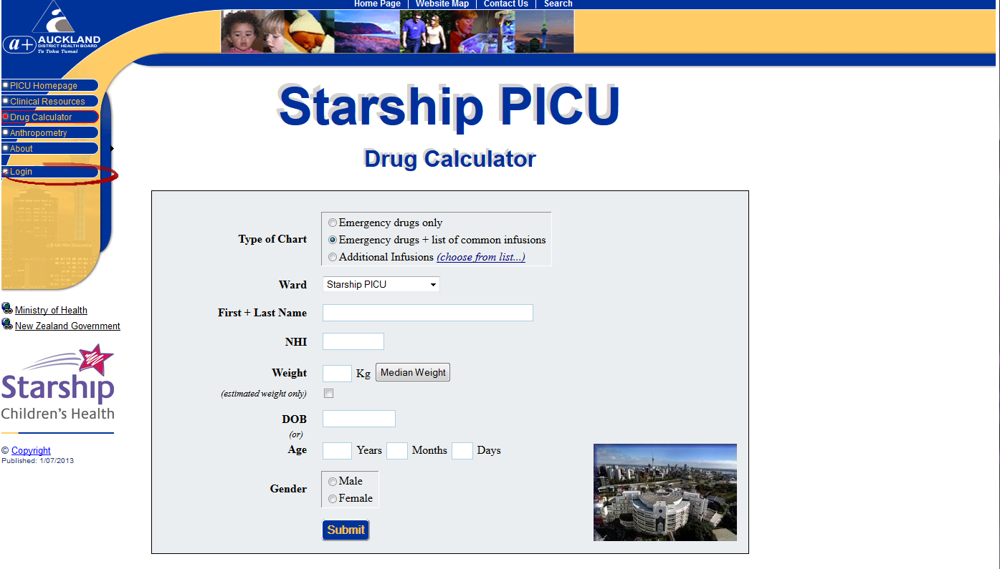 Home Page | Website Map | Contact Us | Search
a+
AUCKLAND
DISTRICT HEALTH BOARD
Te Toka Tumai
PICU Homepage
Clinical Resources
Drug Calculator
Anthropometry
About
Login
Ministry of Health
New Zealand Government
Starship
Children's Health
© Copyright
Published: 1/07/2013
Starship PICU
Drug Calculator
Type of Chart
Emergency drugs only
Emergency drugs + list of common infusions
Additional Infusions (choose from list...)
Ward Starship PICU
First + Last Name
NHI
Weight Kg Median Weight
(estimated weight only)
DOB
(or)
Age Years Months Days
Gender
Male
Female
Submit